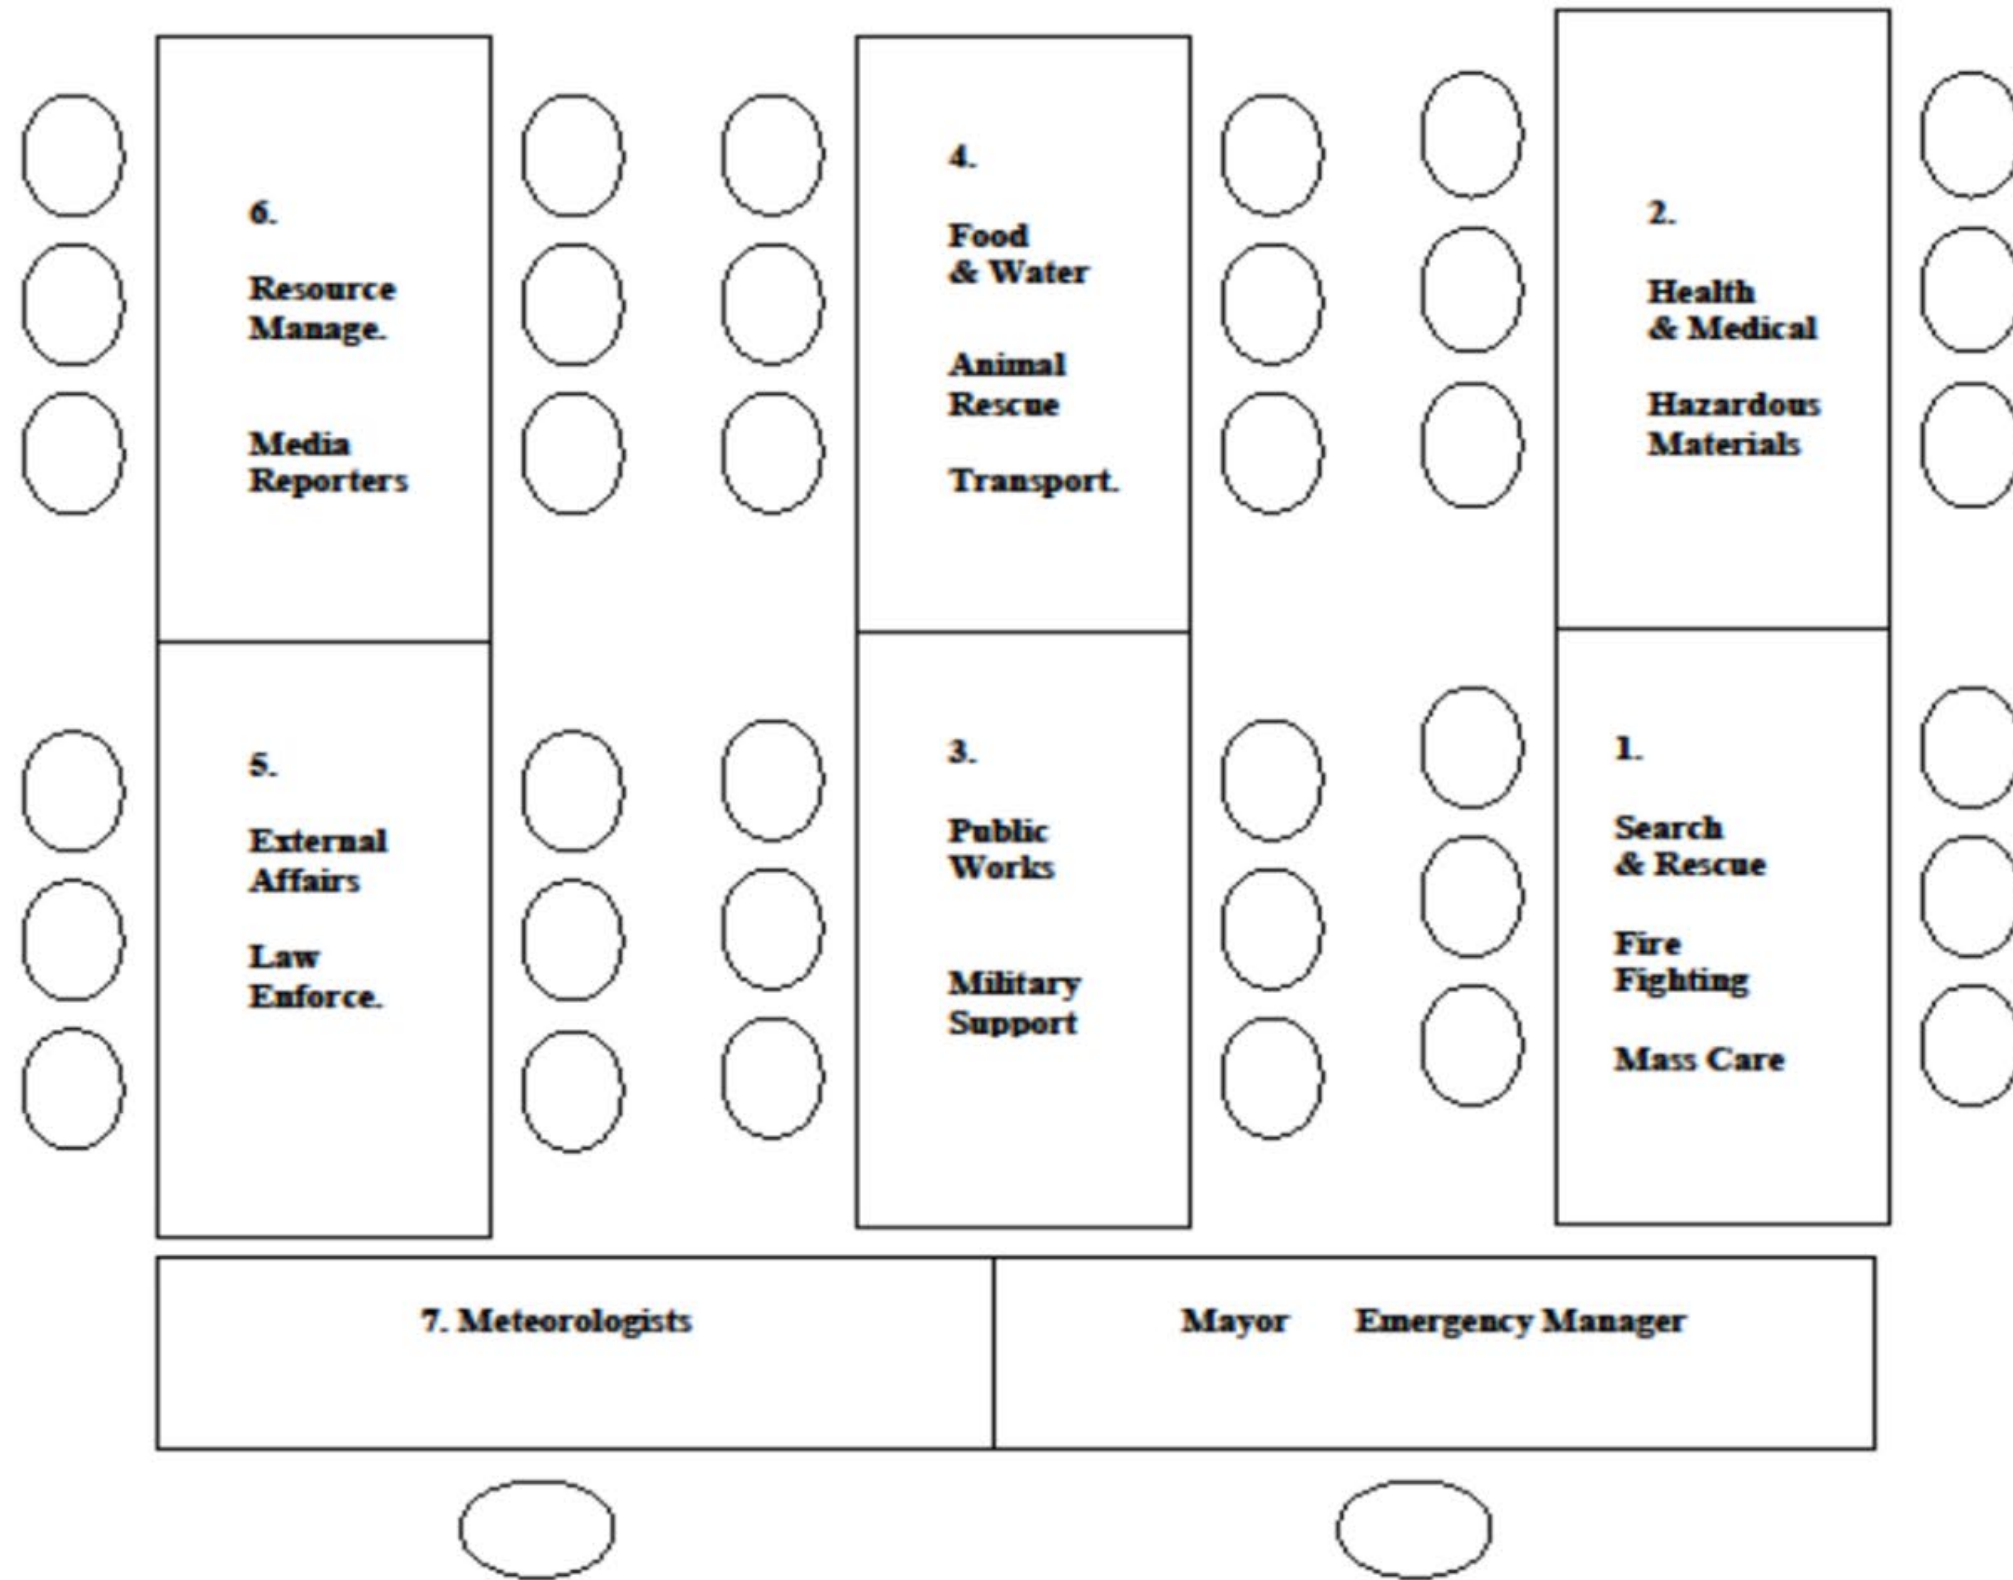 6.
Resource
Manage.
Media
Reporters
4.
Food
& Water
Animal
Rescue
Transport.
2.
Health
& Medical
Hazardous
Materials
5.
External
Affairs
Law
Enforce.
3.
Public
Works
Military
Support
1.
Search
& Rescue
Fire
Fighting
Mass Care
7. Meteorologists
Mayor Emergency Manager